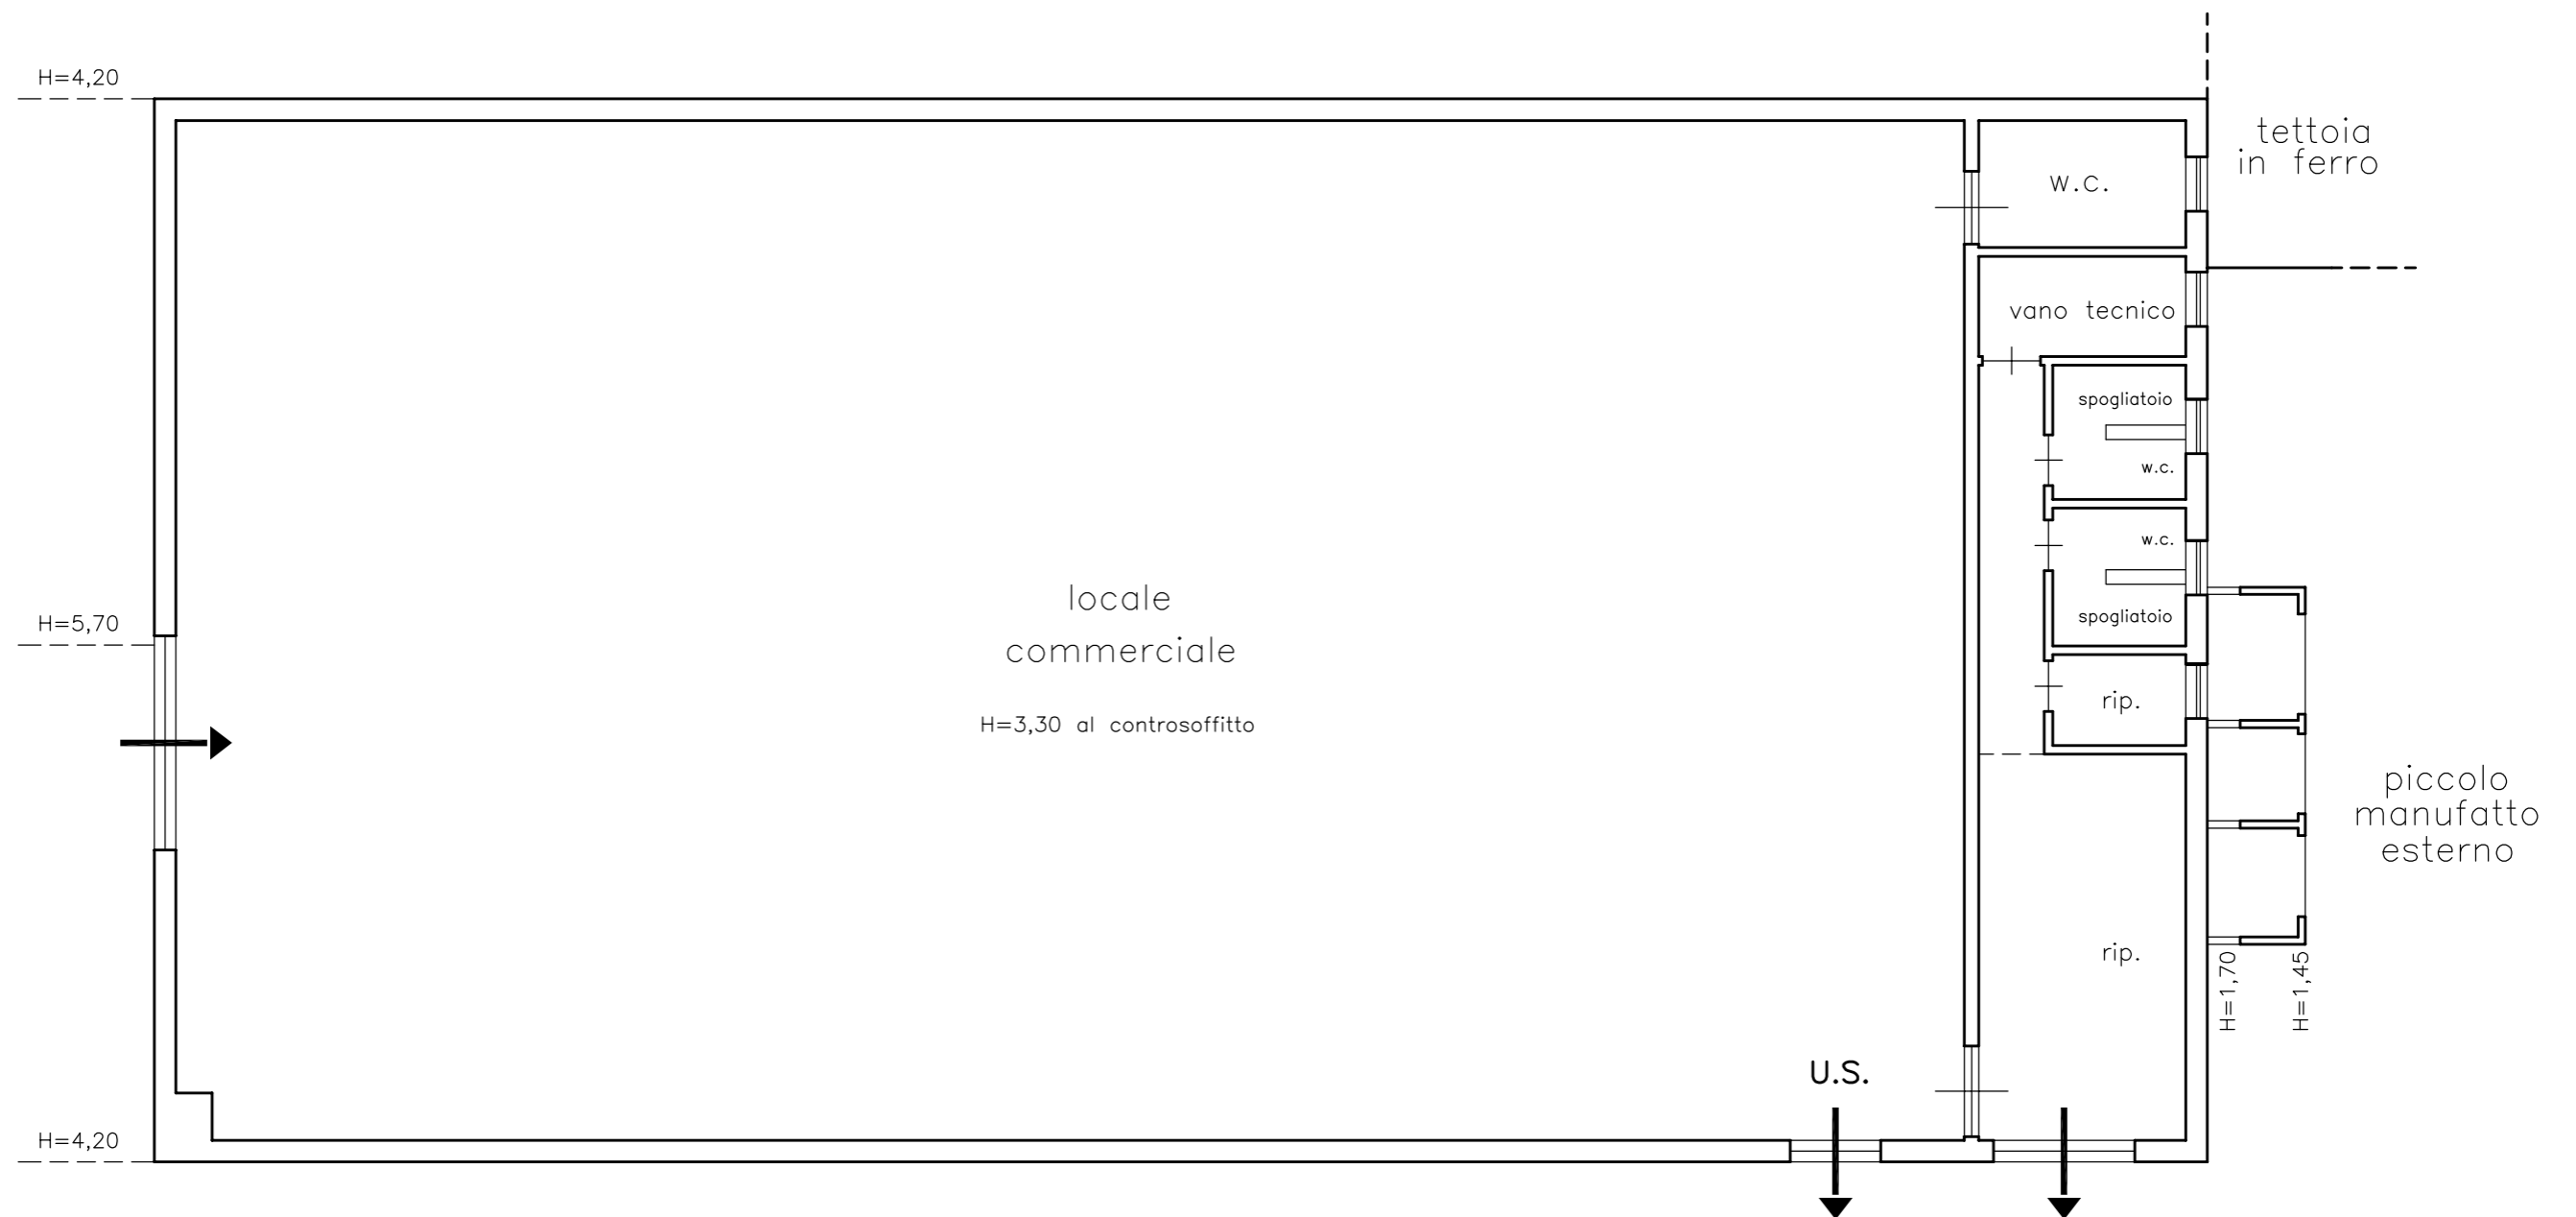 H=4,20
tettoia
in ferro
w.c.
vano tecnico
spogliatoio
w.c.
w.c.
spogliatoio
H=5,70
locale
commerciale
H=3,30 al controsoffitto
rip.
piccolo
manufatto
esterno
rip.
H=1,70
H=1,45
U.S.
H=4,20